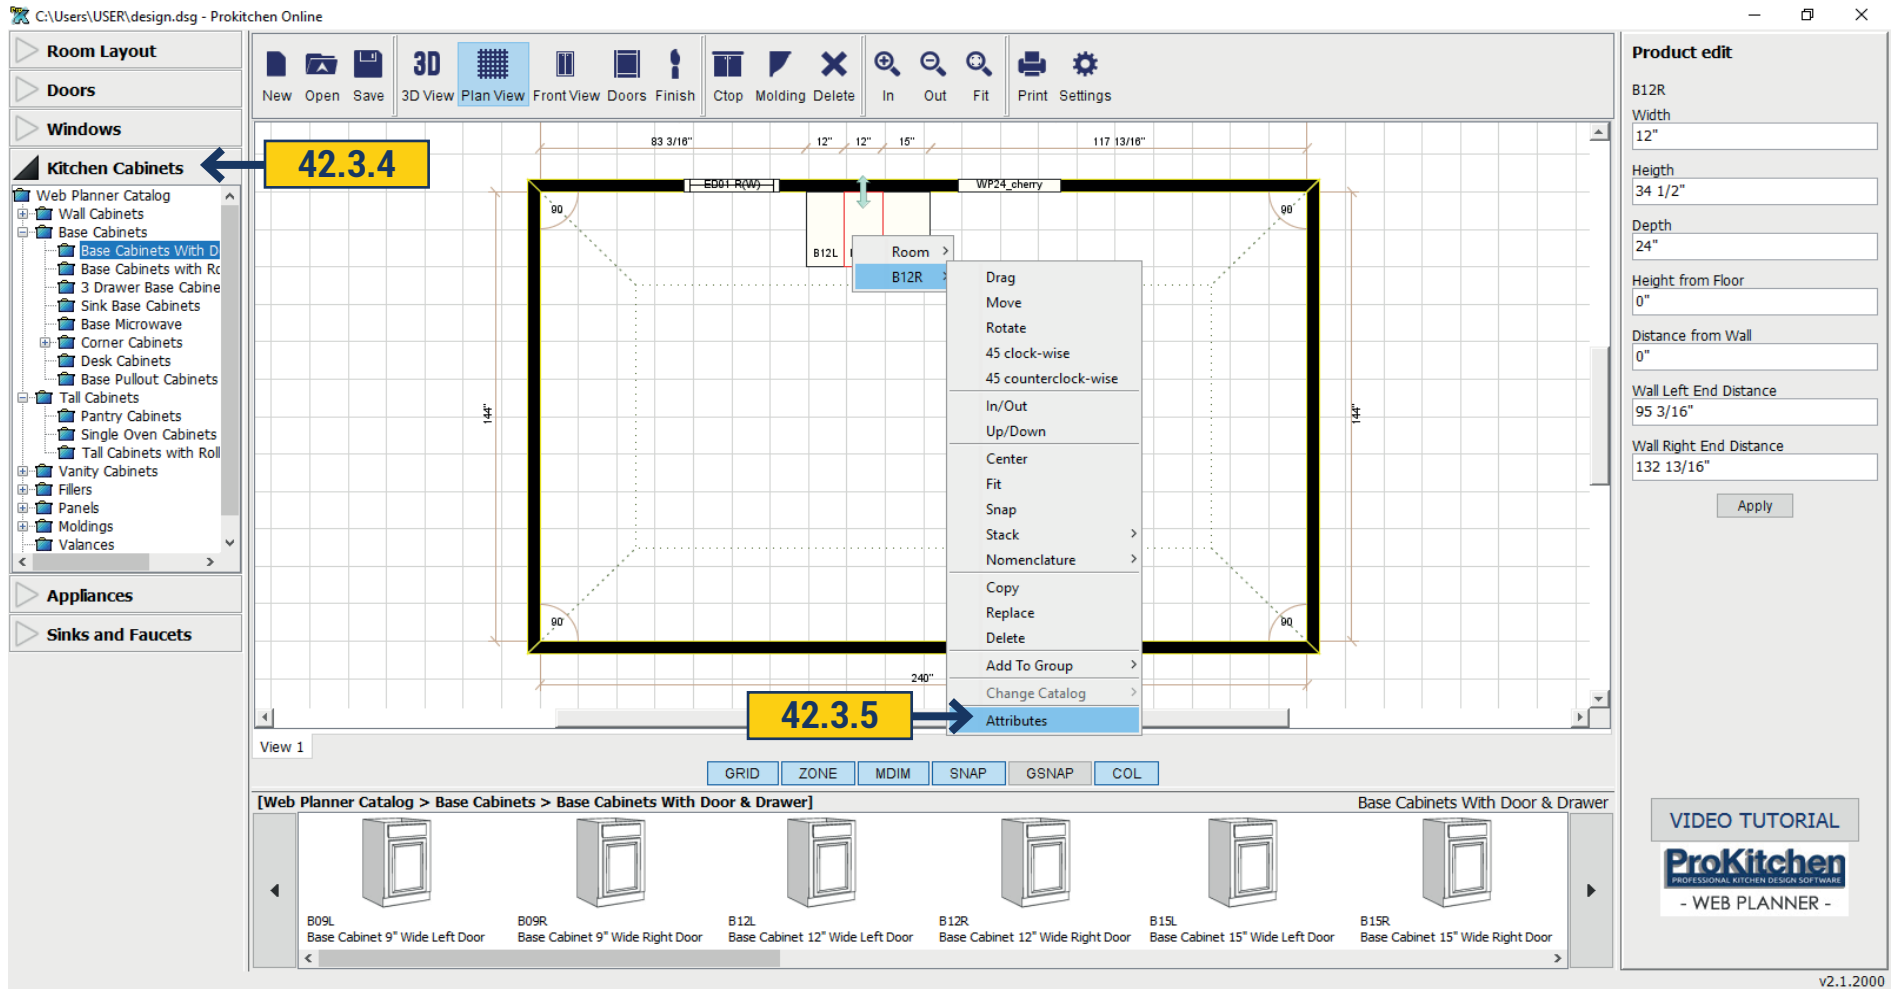 C:\Users\USER\design.dsg - Prokitchen Online
Room Layout
Doors
Windows
Kitchen Cabinets
42.3.4
Web Planner Catalog
Wall Cabinets
Base Cabinets
Base Cabinets With D
Base Cabinets with Ro
3 Drawer Base Cabine
Sink Base Cabinets
Base Microwave
Corner Cabinets
Desk Cabinets
Base Pullout Cabinets
Tall Cabinets
Pantry Cabinets
Single Oven Cabinets
Tall Cabinets with Roll
Vanity Cabinets
Fillers
Panels
Moldings
Valances
Appliances
Sinks and Faucets
3D
New Open Save 3D View Plan View Front View Doors Finish Ctop Molding Delete In Out Fit Print Settings
83 3/16" 12" 12" 15" 117 13/16"
ED01 R(W) WP24_cherry
90 90
B12L
144" 144"
90 90
240"
Room
B12R
Drag
Move
Rotate
45 clock-wise
45 counterclock-wise
In/Out
Up/Down
Center
Fit
Snap
Stack
Nomenclature
Copy
Replace
Delete
Add To Group
Change Catalog
Attributes
42.3.5
View 1
GRID ZONE MDIM SNAP GSNAP COL
[Web Planner Catalog > Base Cabinets > Base Cabinets With Door & Drawer] Base Cabinets With Door & Drawer
B09L B09R B12L B12R B15L B15R
Base Cabinet 9" Wide Left Door Base Cabinet 9" Wide Right Door Base Cabinet 12" Wide Left Door Base Cabinet 12" Wide Right Door Base Cabinet 15" Wide Left Door Base Cabinet 15" Wide Right Door
Product edit
B12R
Width
12"
Heigth
34 1/2"
Depth
24"
Height from Floor
0"
Distance from Wall
0"
Wall Left End Distance
95 3/16"
Wall Right End Distance
132 13/16"
Apply
VIDEO TUTORIAL
ProKitchen
PROFESSIONAL KITCHEN DESIGN SOFTWARE
- WEB PLANNER -
v2.1.2000